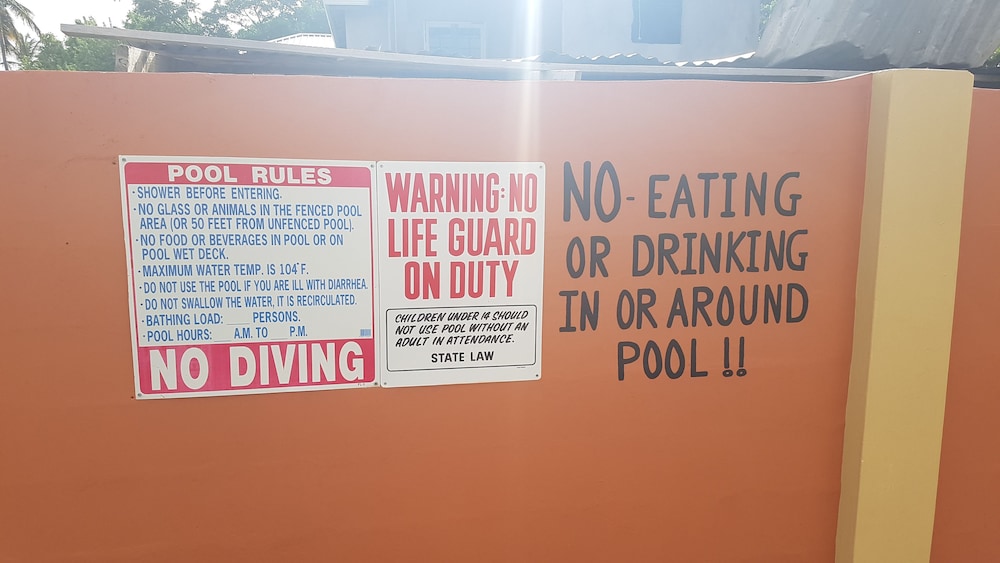 POOL RULES
· SHOWER BEFORE ENTERING.
· NO GLASS OR ANIMALS IN THE FENCED POOL
AREA (OR 50 FEET FROM UNFENCED POOL).
· NO FOOD OR BEVERAGES IN POOL OR ON
POOL WET DECK.
· MAXIMUM WATER TEMP. IS 104°F.
· DO NOT USE THE POOL IF YOU ARE ILL WITH DIARRHEA.
· DO NOT SWALLOW THE WATER, IT IS RECIRCULATED.
· BATHING LOAD: ___ PERSONS.
· POOL HOURS: ___ A.M. TO ___ P.M.
NO DIVING
WARNING: NO
LIFE GUARD
ON DUTY
CHILDREN UNDER 14 SHOULD
NOT USE POOL WITHOUT AN
ADULT IN ATTENDANCE.
STATE LAW
NO - EATING
OR DRINKING
IN OR AROUND
POOL !!